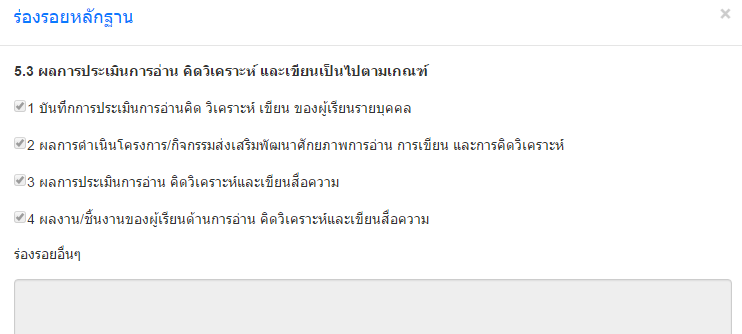 ร่องรอยหลักฐาน
×
5.3 ผลการประเมินการอ่าน คิดวิเคราะห์ และเขียนเป็นไปตามเกณฑ์
1 บันทึกการประเมินการอ่านคิด วิเคราะห์ เขียน ของผู้เรียนรายบุคคล
2 ผลการดำเนินโครงการ/กิจกรรมส่งเสริมพัฒนาศักยภาพการอ่าน การเขียน และการคิดวิเคราะห์
3 ผลการประเมินการอ่าน คิดวิเคราะห์และเขียนสื่อความ
4 ผลงาน/ชิ้นงานของผู้เรียนด้านการอ่าน คิดวิเคราะห์และเขียนสื่อความ
ร่องรอยอื่นๆ